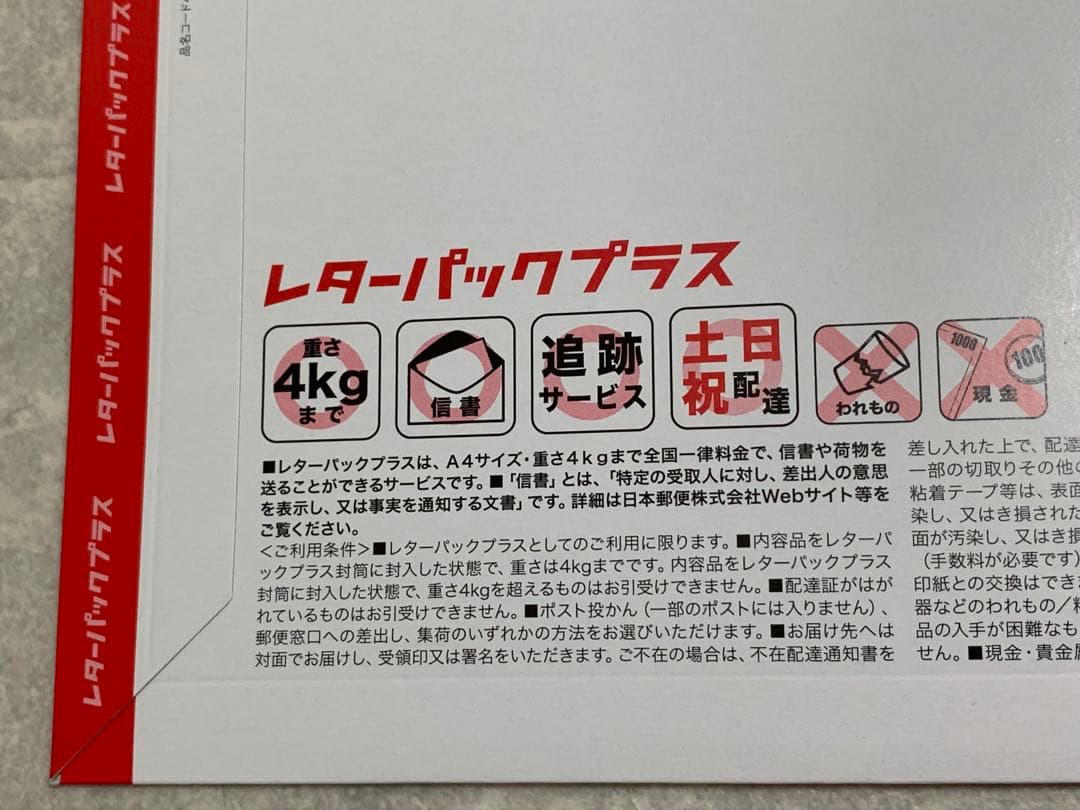 レターパックプラス
レターパックプラス
レターパックプラス
品名コード
レターパックプラス
重さ
4kg
まで
信書
追跡
サービス
土日
祝配達
われもの
1000
100
現金
■レターパックプラスは、A4サイズ・重さ4kgまで全国一律料金で、信書や荷物を
送ることができるサービスです。■「信書」とは、「特定の受取人に対し、差出人の意思
を表示し、又は事実を通知する文書」です。詳細は日本郵便株式会社Webサイト等を
ご覧ください。
<ご利用条件>■レターパックプラスとしてのご利用に限ります。■内容品をレターパ
ックプラス封筒に封入した状態で、重さは4kgまでです。内容品をレターパックプラス
封筒に封入した状態で、重さ4kgを超えるものはお引受けできません。■配達証がはが
れているものはお引受けできません。■ポスト投かん(一部のポストには入りません)、
郵便窓口への差出し、集荷のいずれかの方法をお選びいただけます。■お届け先へは
対面でお届けし、受領印又は署名をいただきます。ご不在の場合は、不在配達通知書を
差し入れた上で、配達
一部の切取りその他の
粘着テープ等は、表面
染し、又はき損された
面が汚染し、又はき損
(手数料が必要です)
印紙との交換はでき
器などのわれもの/精
品の入手が困難なも
せん。■現金・貴金属